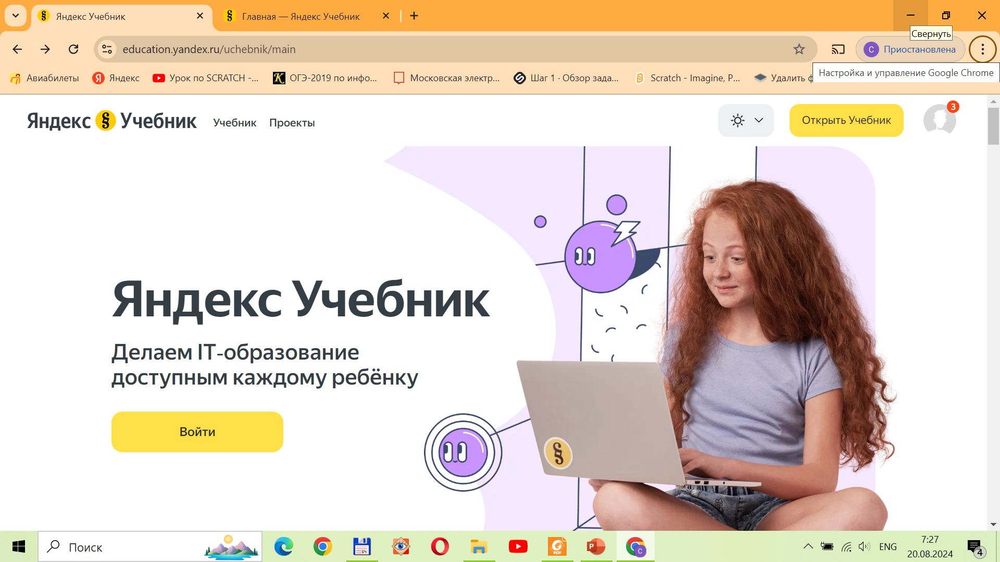 Яндекс Учебник
Главная — Яндекс Учебник
Свернуть
education.yandex.ru/uchebnik/main
С Приостановлена
Авиабилеты
Яндекс
Урок по SCRATCH -...
ОГЭ-2019 по инфо...
Московская электр...
Шаг 1 · Обзор зада...
Scratch - Imagine, P...
Удалить
Настройка и управление Google Chrome
Яндекс § Учебник
Учебник
Проекты
Открыть Учебник
3
Яндекс Учебник
Делаем IT-образование
доступным каждому ребёнку
Войти
§
Поиск
64:
PDF
P
C
ENG
7:27
20.08.2024
4